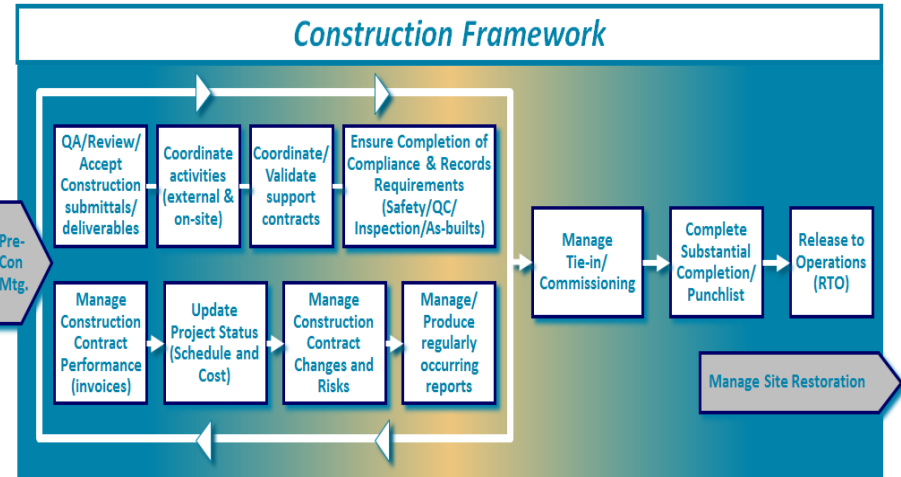 Construction Framework
QA/Review/
Accept
Construction
submittals/
deliverables
Coordinate
activities
(external &
on-site)
Coordinate/
Validate
support
contracts
Ensure Completion of
Compliance & Records
Requirements
(Safety/QC/
Inspection/As-builts)
Pre-
Con
Mtg.
Manage
Tie-in/
Commissioning
Complete
Substantial
Completion/
Punchlist
Release to
Operations
(RTO)
Manage
Construction
Contract
Performance
(invoices)
Update
Project Status
(Schedule and
Cost)
Manage
Construction
Contract
Changes and
Risks
Manage/
Produce
regularly
occurring
reports
Manage Site Restoration